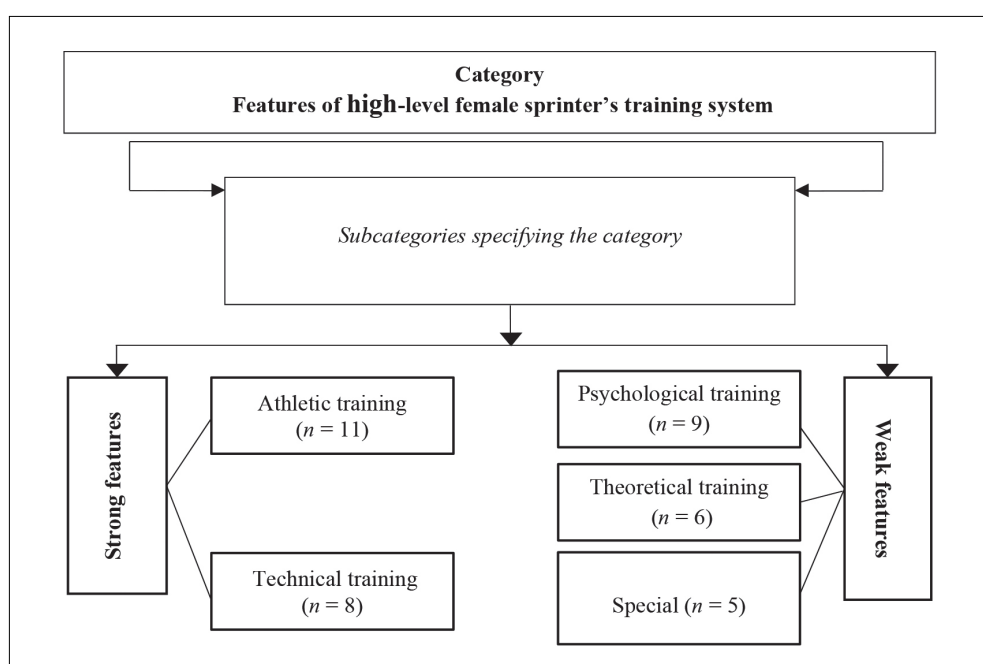 Category
Features of high-level female sprinter’s training system
Subcategories specifying the category
Strong features
Athletic training
(n = 11)
Technical training
(n = 8)
Psychological training
(n = 9)
Theoretical training
(n = 6)
Special (n = 5)
Weak features